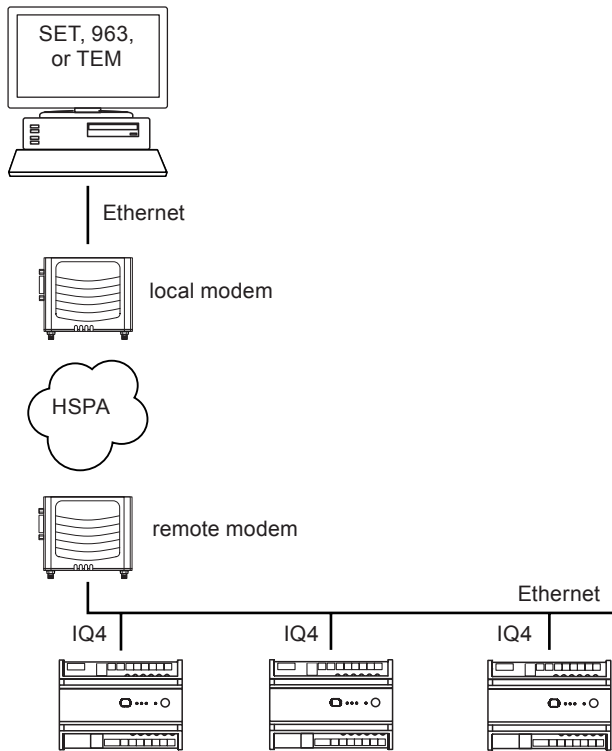 SET, 963,
or TEM
Ethernet
local modem
HSPA
remote modem
Ethernet
IQ4
IQ4
IQ4